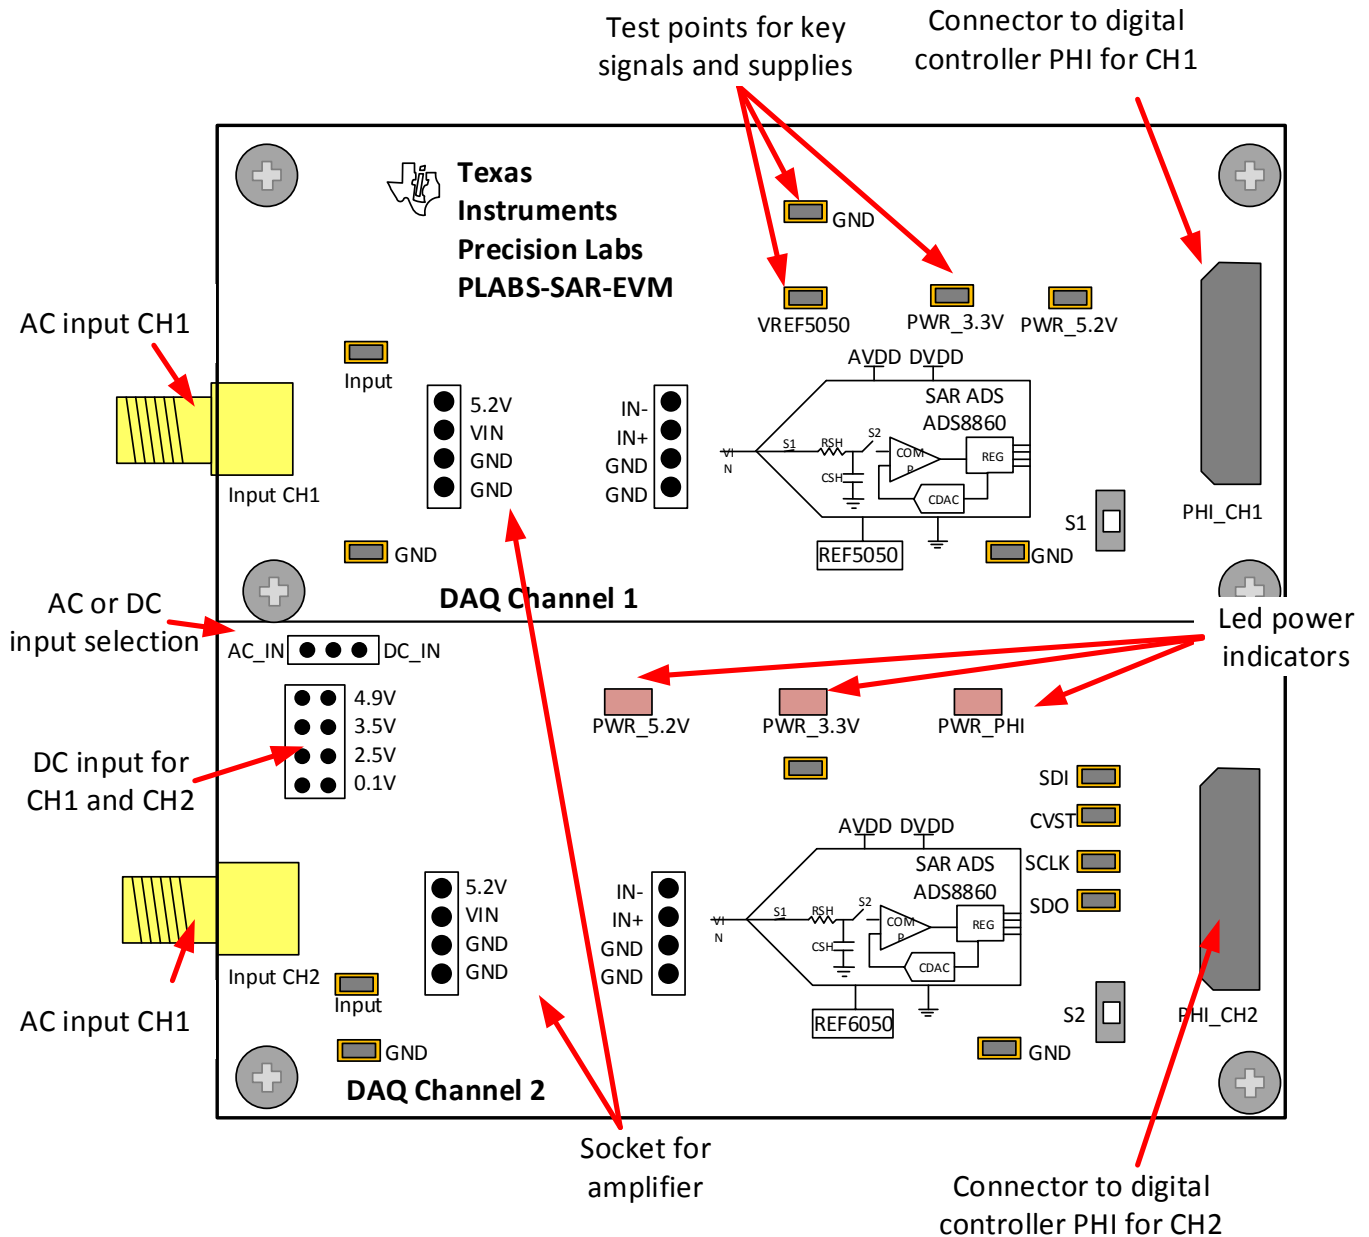 Test points for key
signals and supplies
Connector to digital
controller PHI for CH1
Texas
Instruments
Precision Labs
PLABS-SAR-EVM
GND
VREF5050
PWR_3.3V
PWR_5.2V
AC input CH1
Input
5.2V
VIN
GND
GND
IN-
IN+
GND
GND
AVDD DVDD
SAR ADS
ADS8860
VI
N
S1
RSH
S2
CSH
COM
P
REG
CDAC
REF5050
Input CH1
GND
S1
GND
PHI_CH1
DAQ Channel 1
AC or DC
input selection
AC_IN
DC_IN
Led power
indicators
4.9V
3.5V
2.5V
0.1V
PWR_5.2V
PWR_3.3V
PWR_PHI
DC input for
CH1 and CH2
SDI
CVST
SCLK
SDO
5.2V
VIN
GND
GND
IN-
IN+
GND
GND
AVDD DVDD
SAR ADS
ADS8860
VI
N
S1
RSH
S2
CSH
COM
P
REG
CDAC
REF6050
Input CH2
Input
AC input CH1
GND
S2
GND
PHI_CH2
DAQ Channel 2
Socket for
amplifier
Connector to digital
controller PHI for CH2